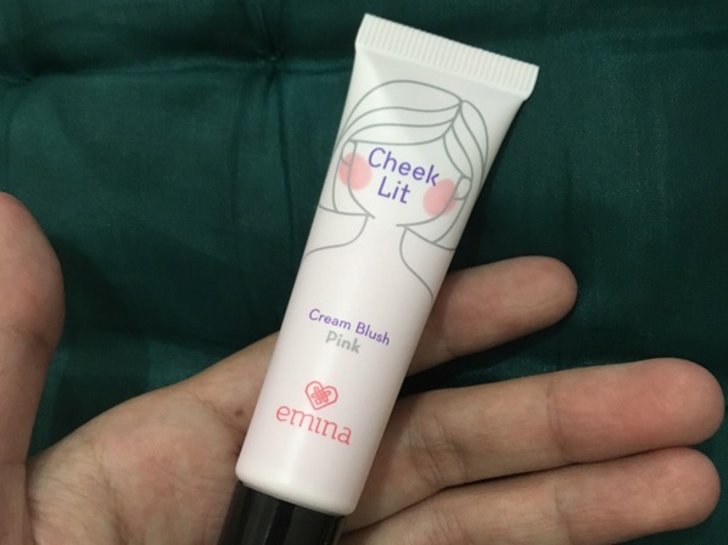 Cheek
Lit
Cream Blush
Pink
emina